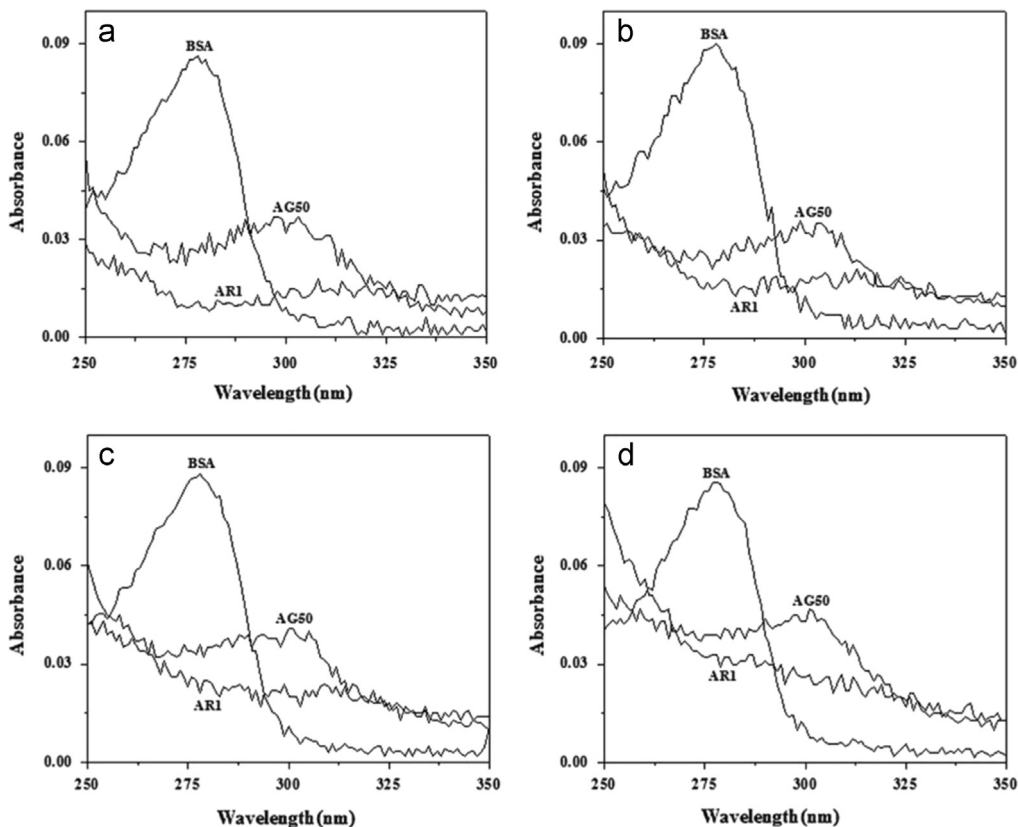 a
BSA
AG50
AR1
0.09
0.06
0.03
0.00
Absorbance
250 275 300 325 350
Wavelength (nm)
b
BSA
AG50
AR1
0.09
0.06
0.03
0.00
Absorbance
250 275 300 325 350
Wavelength (nm)
c
BSA
AG50
AR1
0.09
0.06
0.03
0.00
Absorbance
250 275 300 325 350
Wavelength (nm)
d
BSA
AG50
AR1
0.09
0.06
0.03
0.00
Absorbance
250 275 300 325 350
Wavelength (nm)